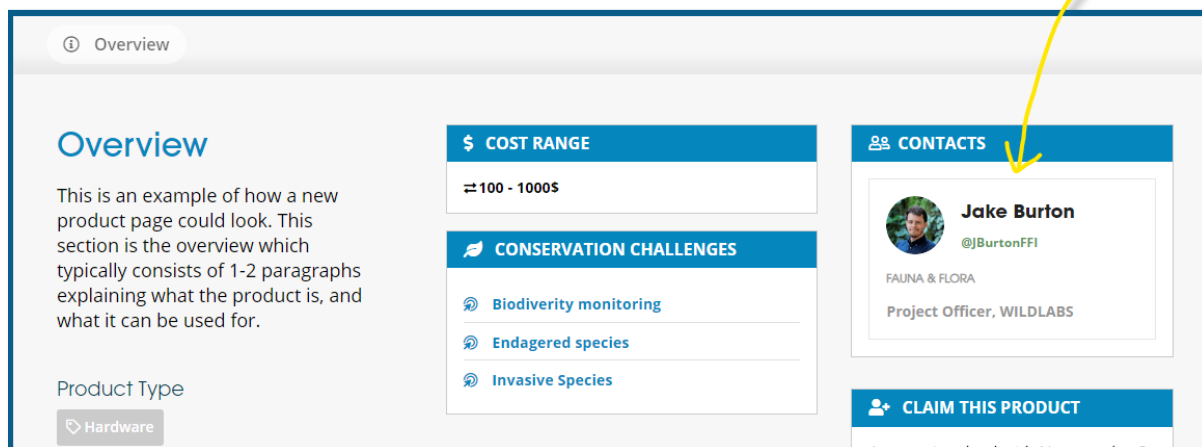 Overview
Overview
This is an example of how a new
product page could look. This
section is the overview which
typically consists of 1-2 paragraphs
explaining what the product is, and
what it can be used for.
Product Type
Hardware
$ COST RANGE
100 - 1000$
CONSERVATION CHALLENGES
Biodiverity monitoring
Endagered species
Invasive Species
CONTACTS
Jake Burton
@JBurtonFFI
FAUNA & FLORA
Project Officer, WILDLABS
CLAIM THIS PRODUCT